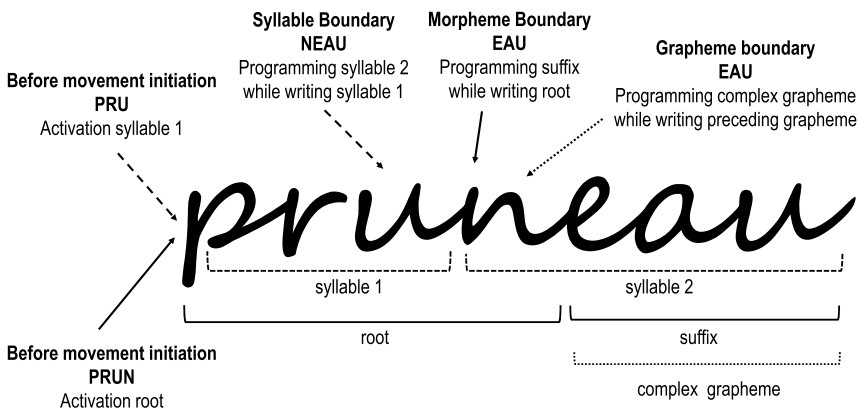 Syllable Boundary
NEAU
Programming syllable 2
while writing syllable 1
Morpheme Boundary
EAU
Programming suffix
while writing root
Grapheme boundary
EAU
Programming complex grapheme
while writing preceding grapheme
Before movement initiation
PRU
Activation syllable 1
pruneau
syllable 1
syllable 2
root
suffix
complex grapheme
Before movement initiation
PRUN
Activation root